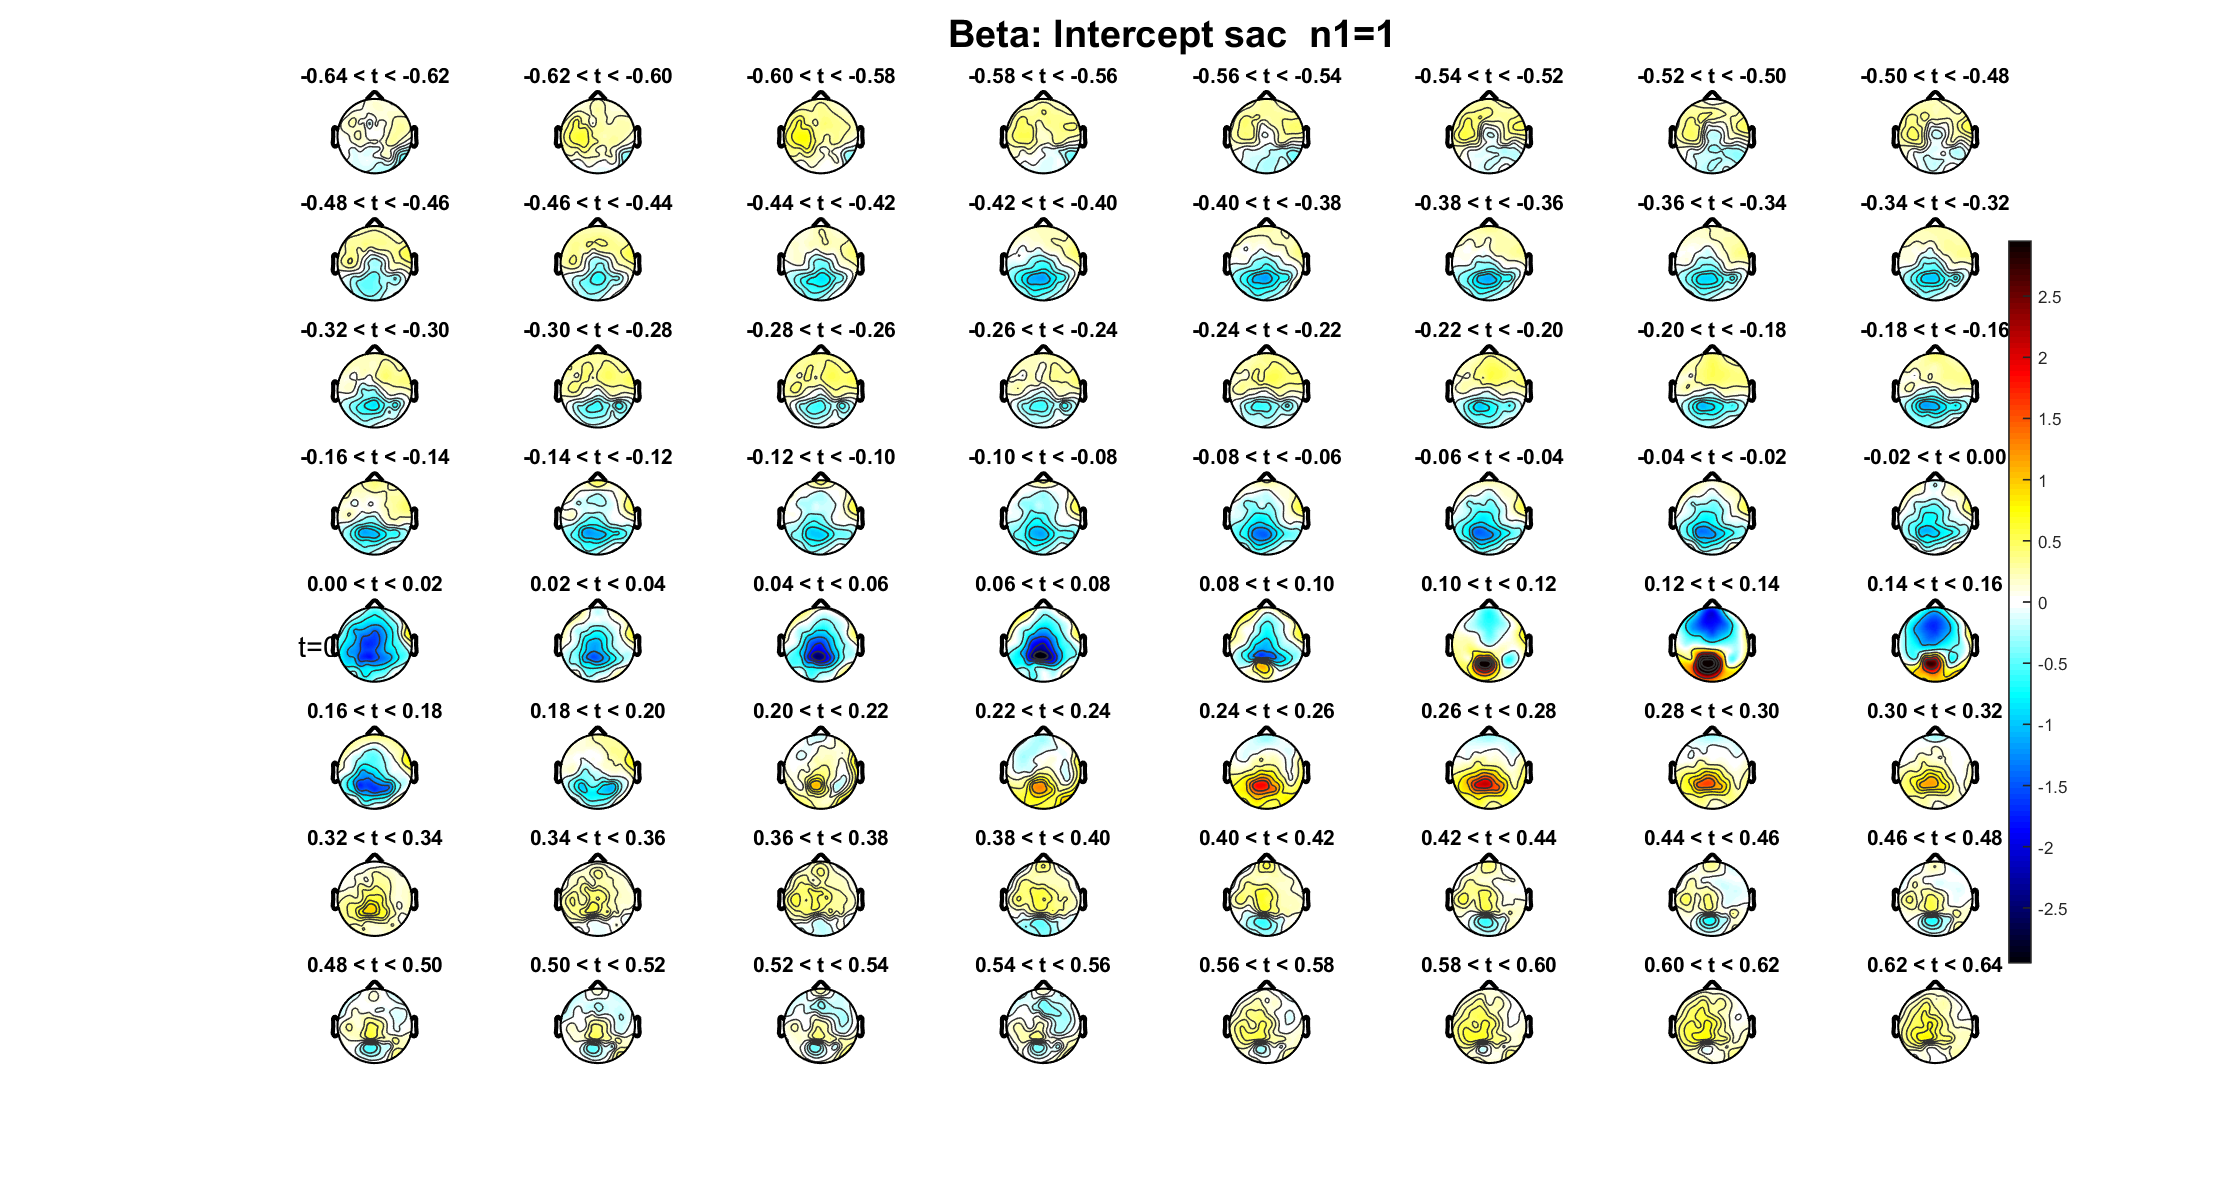 Beta: Intercept sac  n1=1
-0.64 < t < -0.62
-0.62 < t < -0.60
-0.60 < t < -0.58
-0.58 < t < -0.56
-0.56 < t < -0.54
-0.54 < t < -0.52
-0.52 < t < -0.50
-0.50 < t < -0.48
-0.48 < t < -0.46
-0.46 < t < -0.44
-0.44 < t < -0.42
-0.42 < t < -0.40
-0.40 < t < -0.38
-0.38 < t < -0.36
-0.36 < t < -0.34
-0.34 < t < -0.32
-0.32 < t < -0.30
-0.30 < t < -0.28
-0.28 < t < -0.26
-0.26 < t < -0.24
-0.24 < t < -0.22
-0.22 < t < -0.20
-0.20 < t < -0.18
-0.18 < t < -0.16
-0.16 < t < -0.14
-0.14 < t < -0.12
-0.12 < t < -0.10
-0.10 < t < -0.08
-0.08 < t < -0.06
-0.06 < t < -0.04
-0.04 < t < -0.02
-0.02 < t < 0.00
0.00 < t < 0.02
0.02 < t < 0.04
0.04 < t < 0.06
0.06 < t < 0.08
0.08 < t < 0.10
0.10 < t < 0.12
0.12 < t < 0.14
0.14 < t < 0.16
t=0
0.16 < t < 0.18
0.18 < t < 0.20
0.20 < t < 0.22
0.22 < t < 0.24
0.24 < t < 0.26
0.26 < t < 0.28
0.28 < t < 0.30
0.30 < t < 0.32
0.32 < t < 0.34
0.34 < t < 0.36
0.36 < t < 0.38
0.38 < t < 0.40
0.40 < t < 0.42
0.42 < t < 0.44
0.44 < t < 0.46
0.46 < t < 0.48
0.48 < t < 0.50
0.50 < t < 0.52
0.52 < t < 0.54
0.54 < t < 0.56
0.56 < t < 0.58
0.58 < t < 0.60
0.60 < t < 0.62
0.62 < t < 0.64
2.5
2
1.5
1
0.5
0
-0.5
-1
-1.5
-2
-2.5